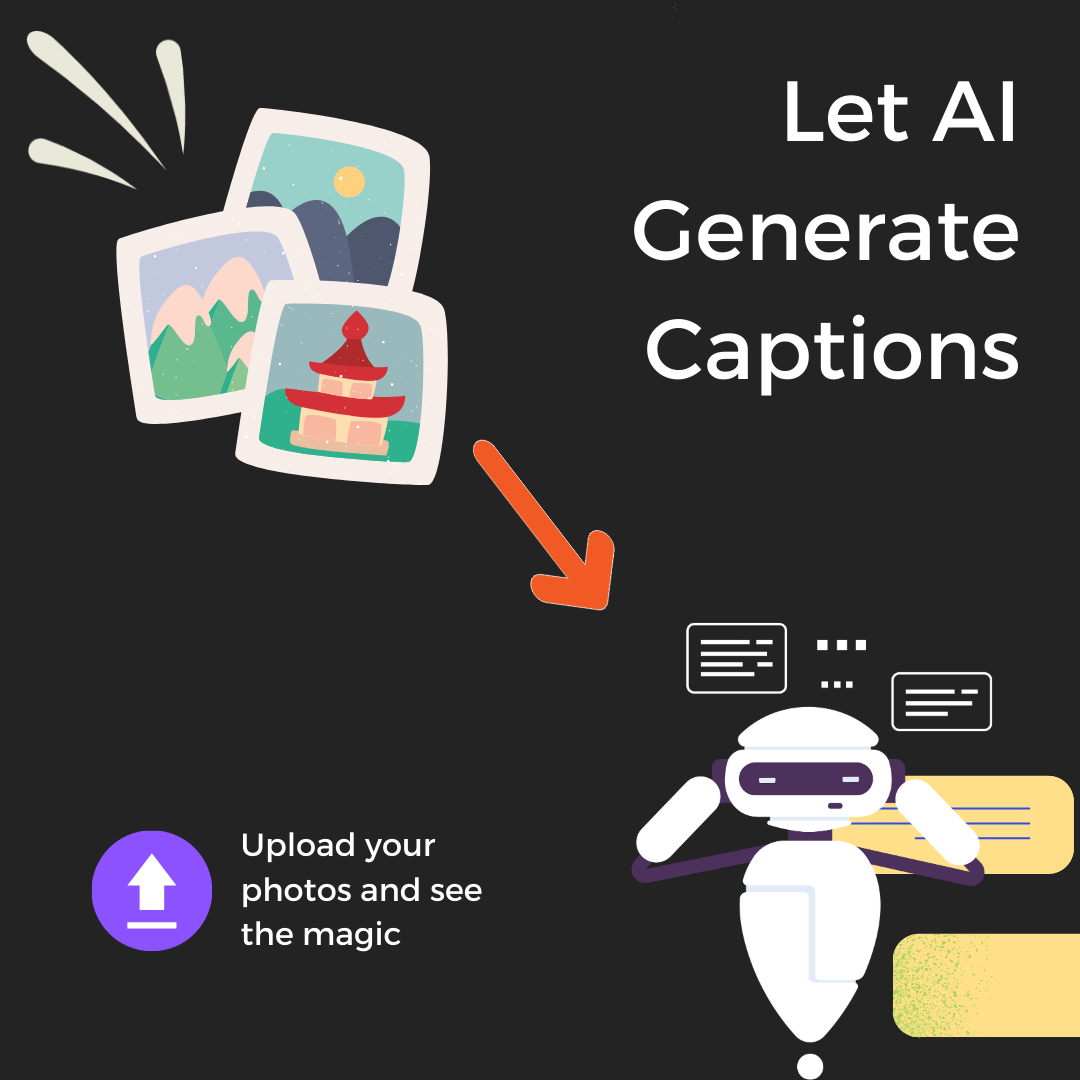 Let AI
Generate
Captions
Upload your
photos and see
the magic